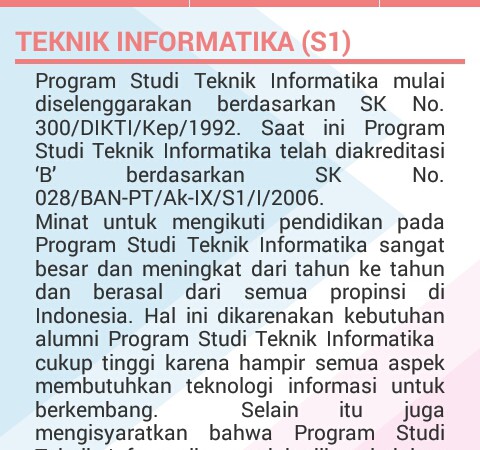 TEKNIK INFORMATIKA (S1)
Program Studi Teknik Informatika mulai
diselenggarakan berdasarkan SK No.
300/DIKTI/Kep/1992. Saat ini Program
Studi Teknik Informatika telah diakreditasi
‘B’ berdasarkan SK No.
028/BAN-PT/Ak-IX/S1/I/2006.
Minat untuk mengikuti pendidikan pada
Program Studi Teknik Informatika sangat
besar dan meningkat dari tahun ke tahun
dan berasal dari semua propinsi di
Indonesia. Hal ini dikarenakan kebutuhan
alumni Program Studi Teknik Informatika
cukup tinggi karena hampir semua aspek
membutuhkan teknologi informasi untuk
berkembang. Selain itu juga
mengisyaratkan bahwa Program Studi